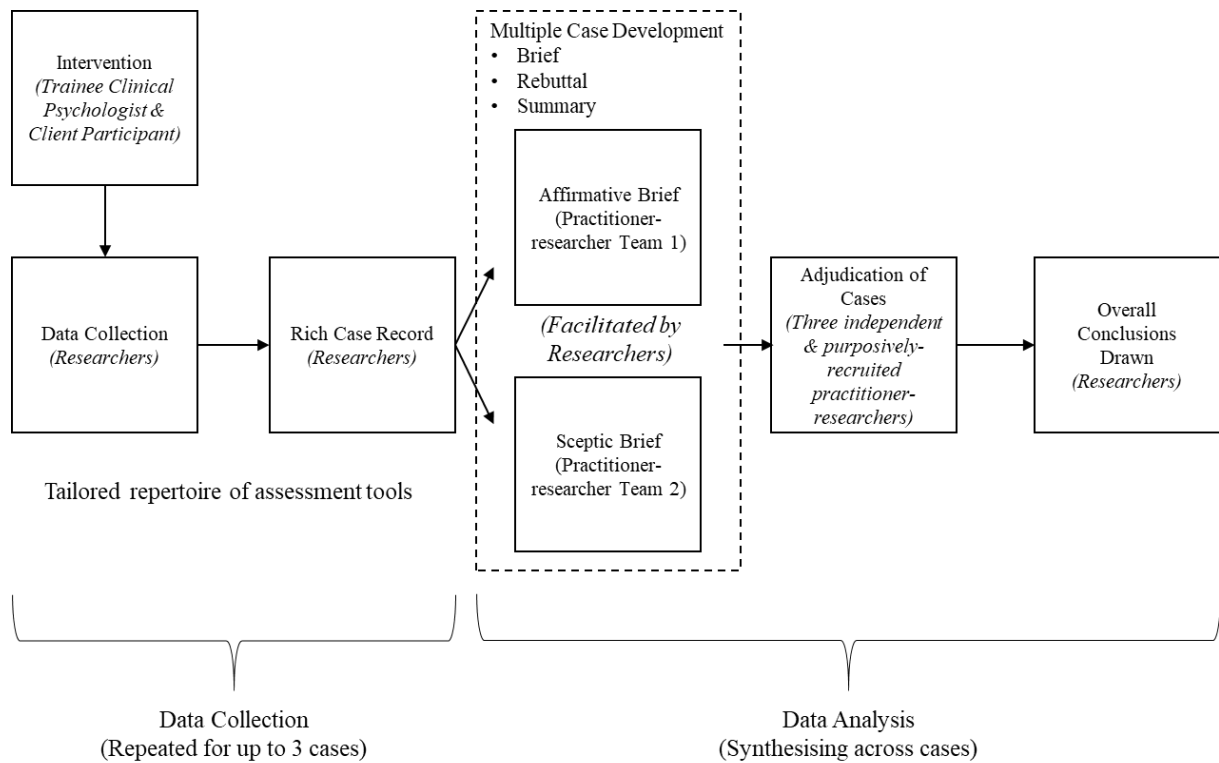 Intervention
(Trainee Clinical
Psychologist &
Client Participant)
Data Collection
(Researchers)
Rich Case Record
(Researchers)
Tailored repertoire of assessment tools
Multiple Case Development
• Brief
• Rebuttal
• Summary
Affirmative Brief
(Practitioner-
researcher Team 1)
(Facilitated by
Researchers)
Sceptic Brief
(Practitioner-
researcher Team 2)
Adjudication of
Cases
(Three independent
& purposively-
recruited
practitioner-
researchers)
Overall
Conclusions
Drawn
(Researchers)
Data Collection
(Repeated for up to 3 cases)
Data Analysis
(Synthesising across cases)